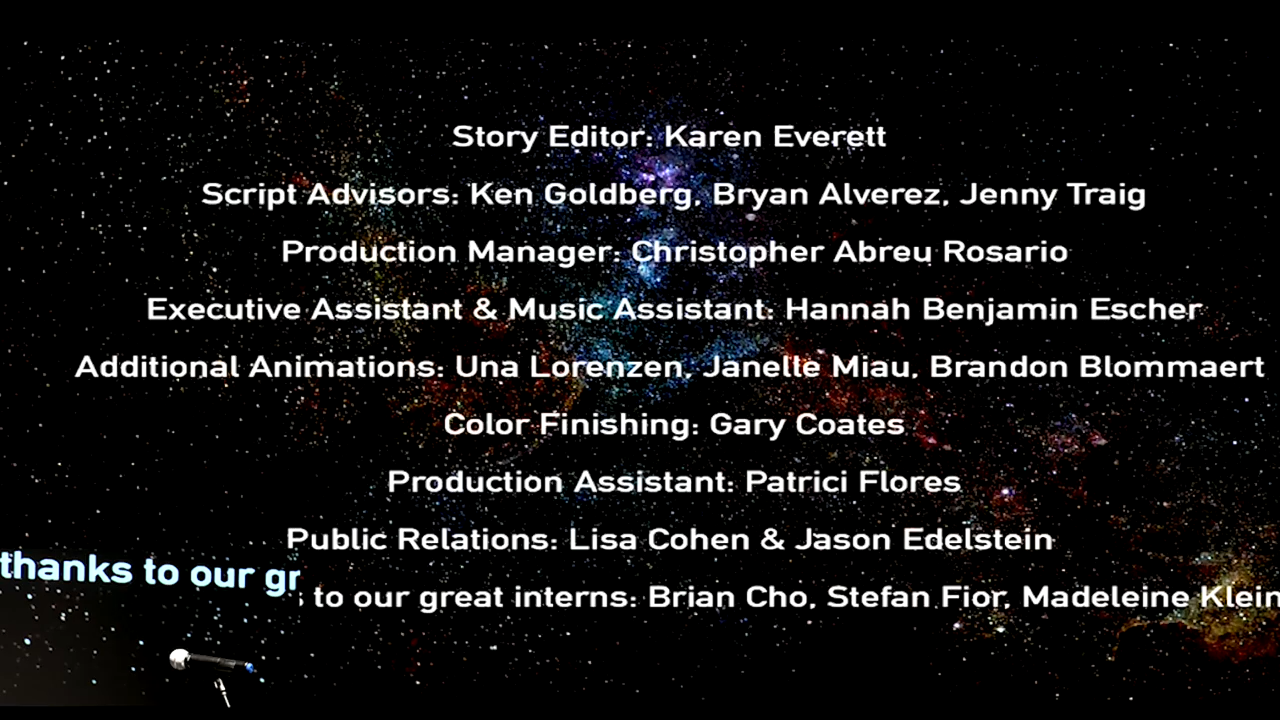 Story Editor: Karen Everett
Script Advisors: Ken Goldberg, Bryan Alverez, Jenny Traig
Production Manager: Christopher Abreu Rosario
Executive Assistant & Music Assistant: Hannah Benjamin Escher
Additional Animations: Una Lorenzen, Janelle Miau, Brandon Blommaert
Color Finishing: Gary Coates
Production Assistant: Patrici Flores
Public Relations: Lisa Cohen & Jason Edelstein
thanks to our gr
to our great interns: Brian Cho, Stefan Fior, Madeleine Klein